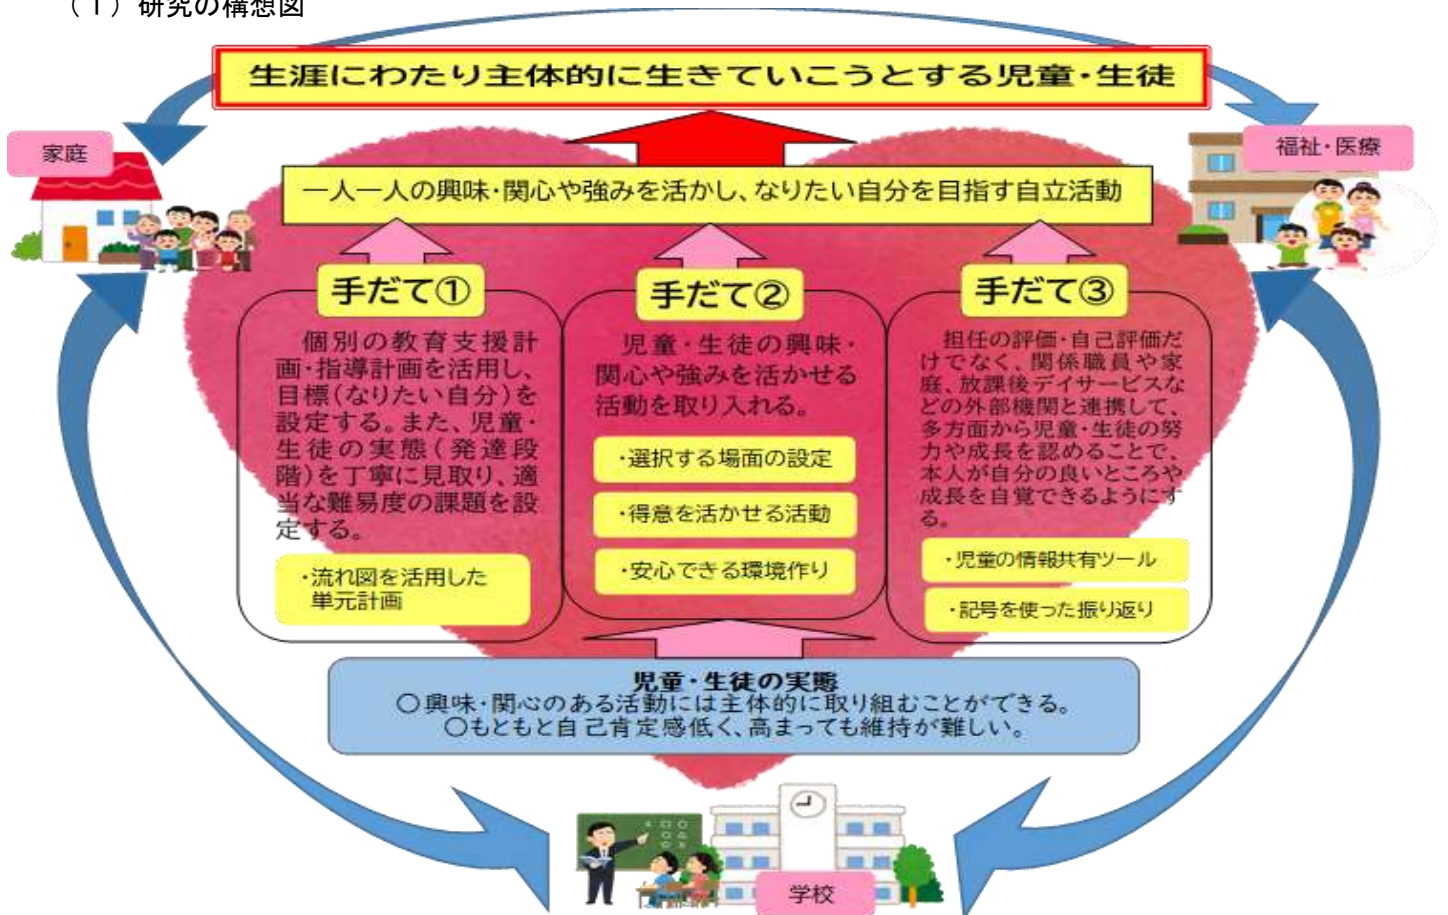 （１）研究の構想図
生涯にわたり主体的に生きていこうとする児童・生徒
家庭
福祉・医療
一人一人の興味・関心や強みを活かし、なりたい自分を目指す自立活動
手だて①
個別の教育支援計
画・指導計画を活用し、
目標(なりたい自分)を
設定する。また、児童・
生徒の実態(発達段
階)を丁寧に見取り、適
当な難易度の課題を設
定する。
・流れ図を活用した
単元計画
手だて②
児童・生徒の興味・
関心や強みを活かせる
活動を取り入れる。
・選択する場面の設定
・得意を活かせる活動
・安心できる環境作り
手だて③
担任の評価・自己評価だ
けでなく、関係職員や家
庭、放課後デイサービスな
どの外部機関と連携して、
多方面から児童・生徒の努
力や成長を認めることで、
本人が自分の良いところや
成長を自覚できるようにす
る。
・児童の情報共有ツール
・記号を使った振り返り
児童・生徒の実態
〇興味・関心のある活動には主体的に取り組むことができる。
〇もともと自己肯定感低く、高まっても維持が難しい。
学校